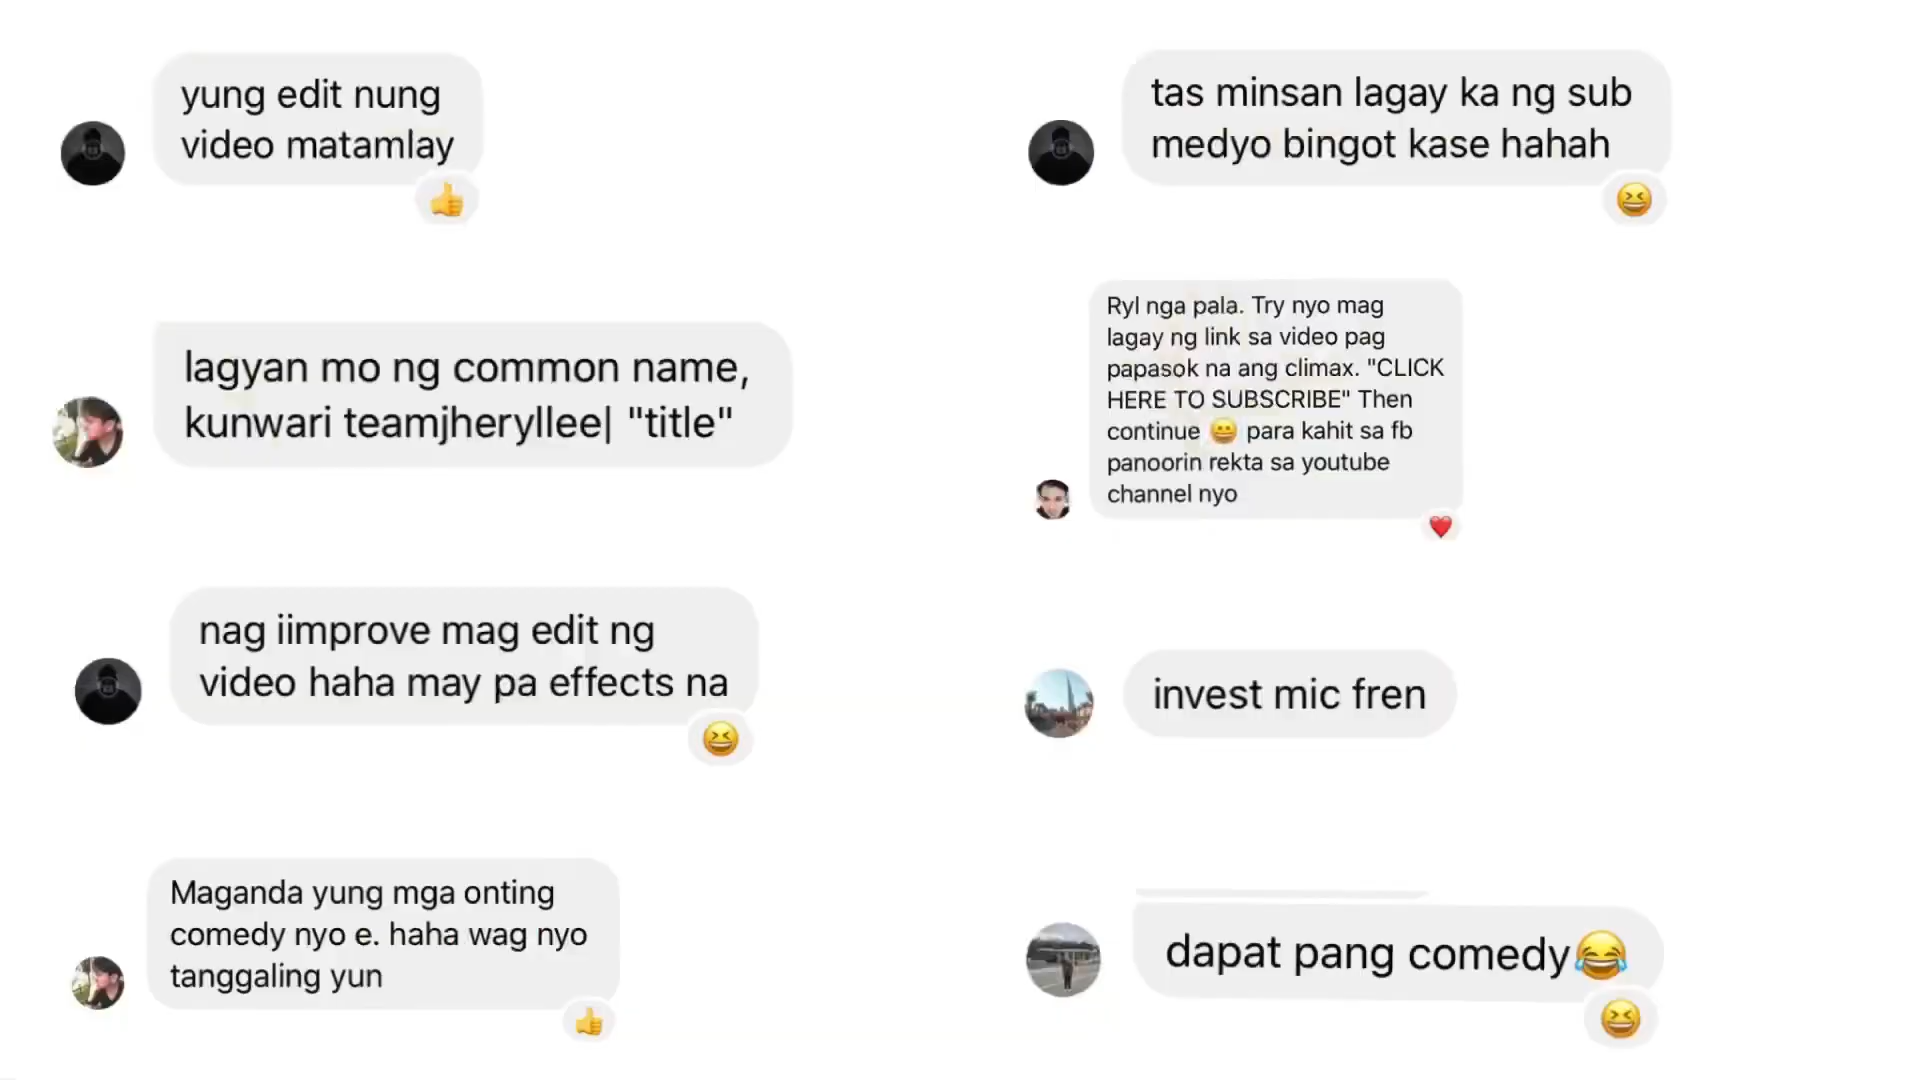 yung edit nung
video matamlay
lagyan mo ng common name,
kunwari teamjheryllee| "title"
nag iimprove mag edit ng
video haha may pa effects na
Maganda yung mga onting
comedy nyo e. haha wag nyo
tanggaling yun
tas minsan lagay ka ng sub
medyo bingot kase hahah
Ryl nga pala. Try nyo mag
lagay ng link sa video pag
papasok na ang climax. "CLICK
HERE TO SUBSCRIBE" Then
continue 😀 para kahit sa fb
panoorin rekta sa youtube
channel nyo
invest mic fren
dapat pang comedy😂